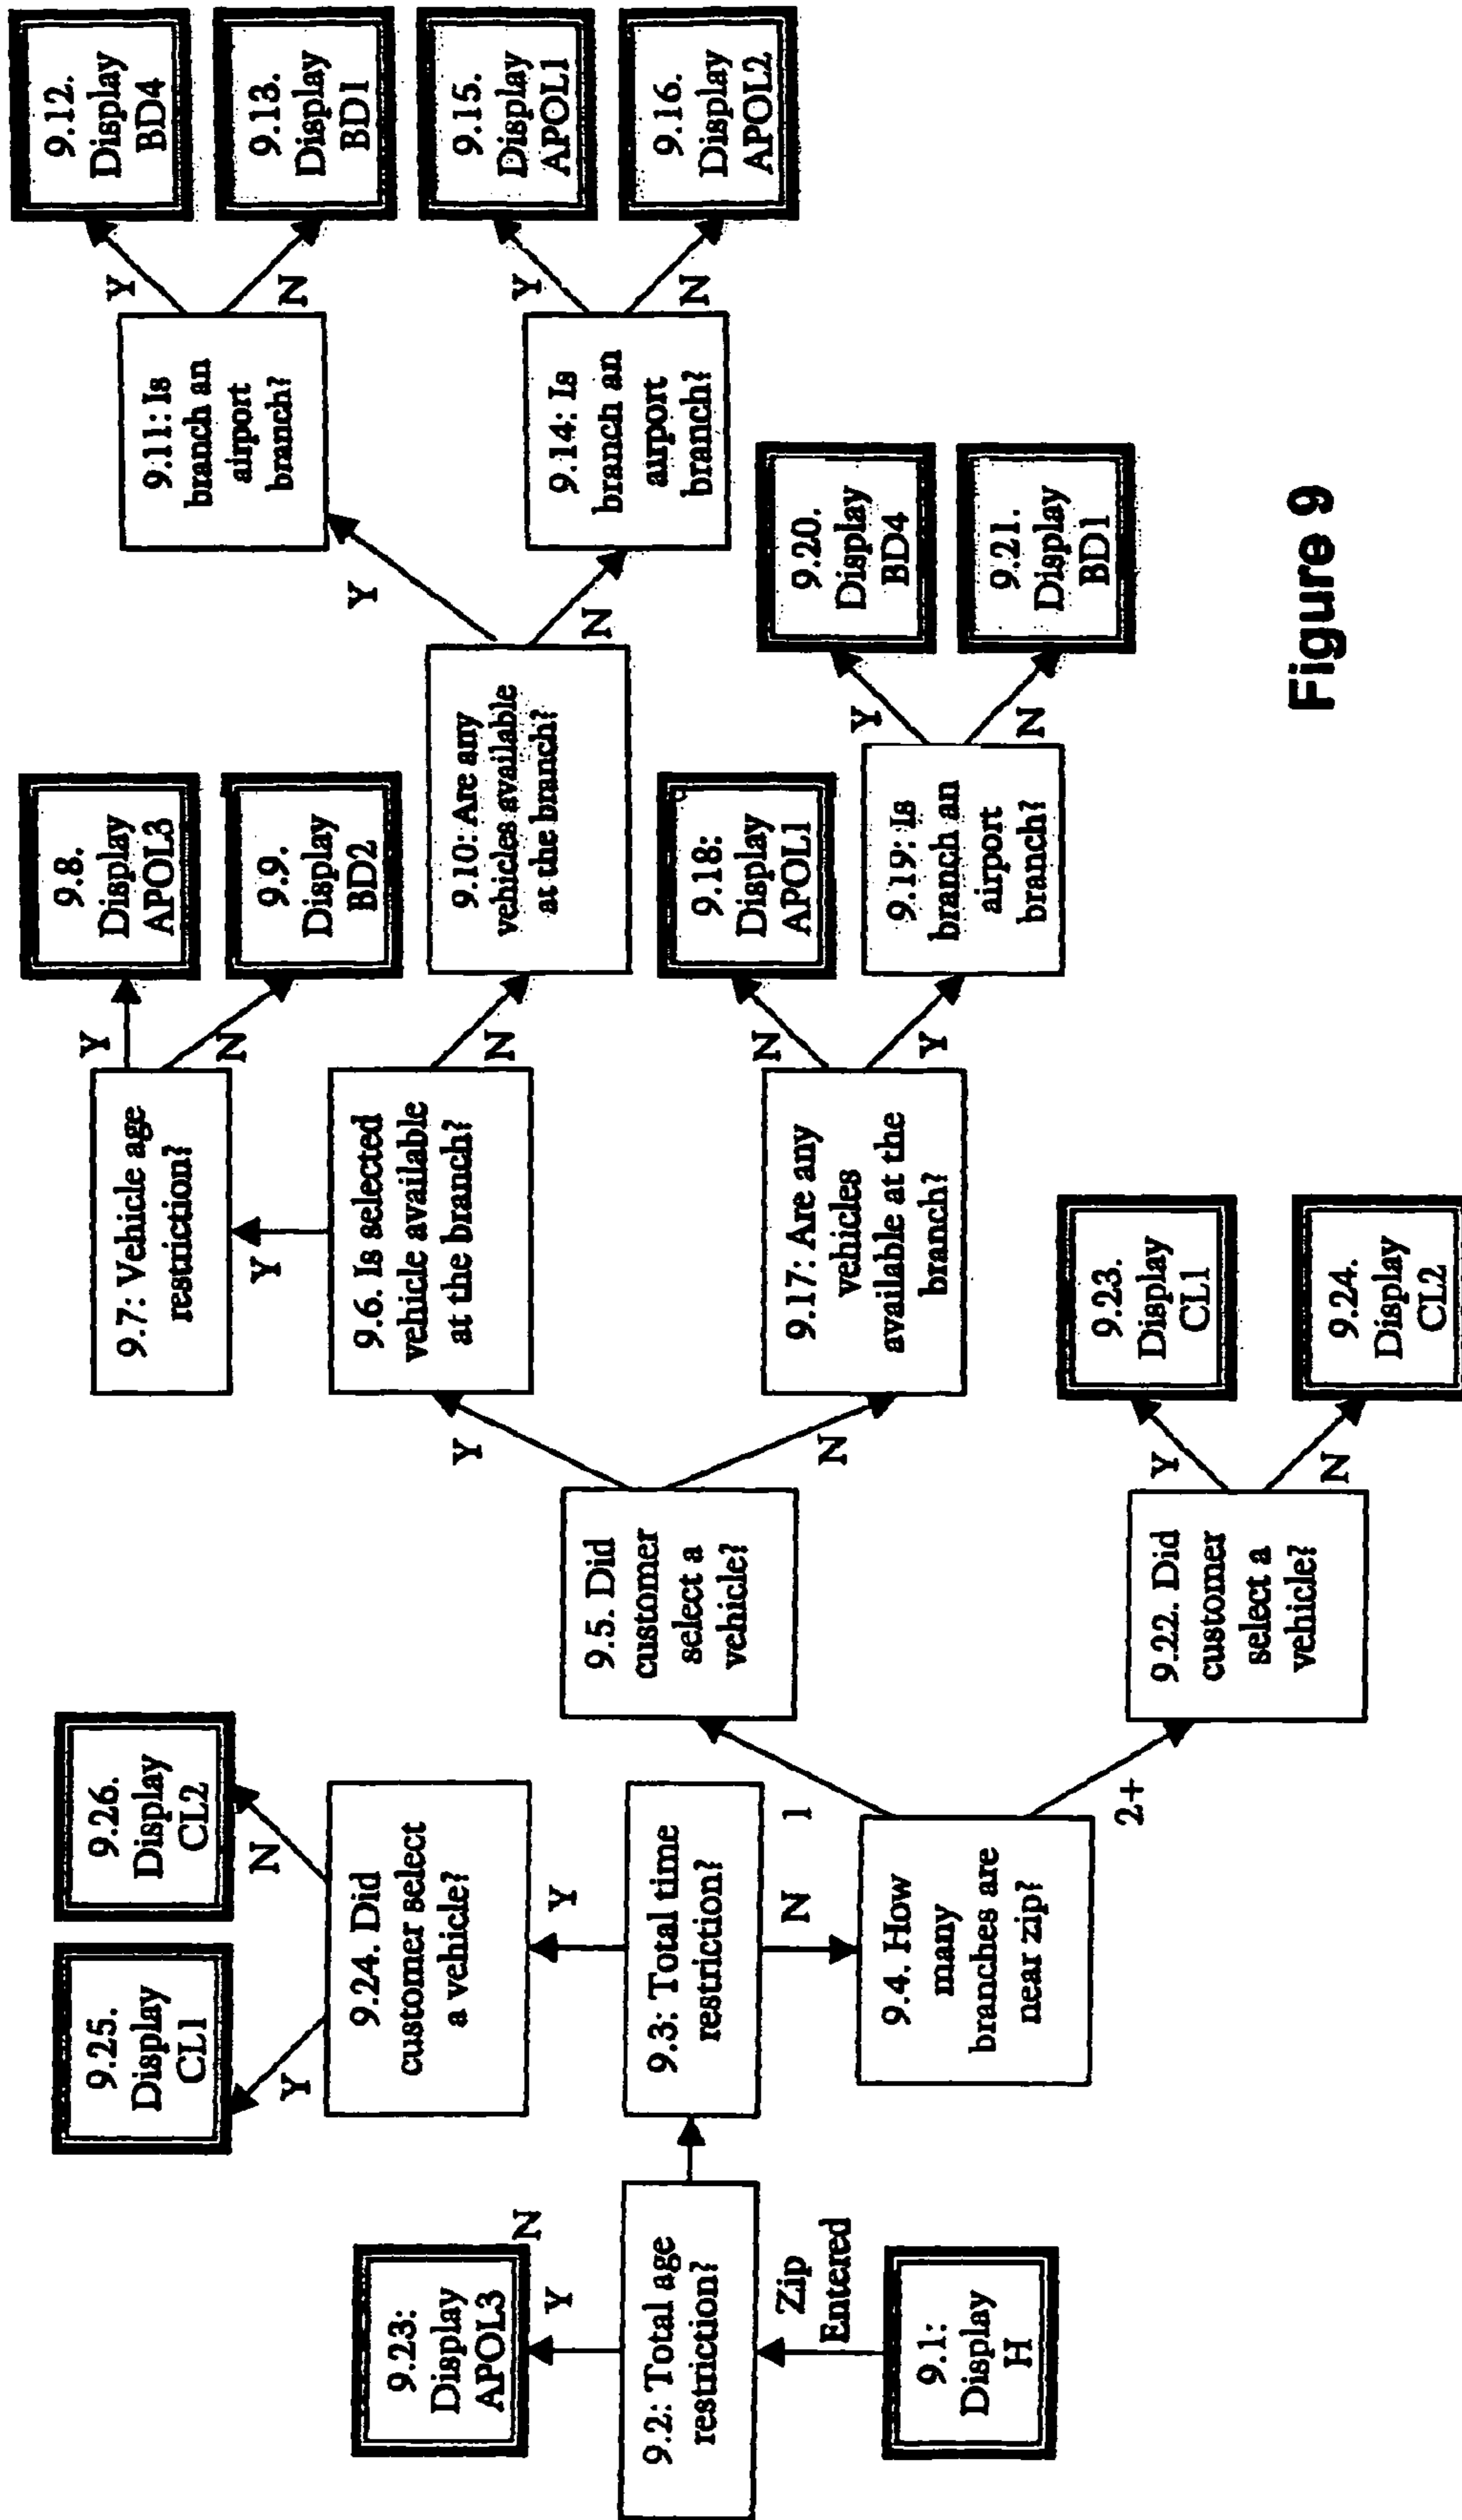 9.25.
Display
CL1
9.26.
Display
CL2
Y
N
9.24. Did
customer select
a vehicle?
Y
9.23:
Display
APOL3
Y
N
9.2: Total age
restriction?
Zip
Entered
9.1:
Display
H
9.3: Total time
restriction?
N
1
9.4. How
many
branches are
near zip?
2+
9.5. Did
customer
select a
vehicle?
Y
N
9.22. Did
customer
select a
vehicle?
Y
N
9.23.
Display
CL1
9.24.
Display
CL2
9.7: Vehicle age
restriction?
Y
N
9.8.
Display
APOL3
9.9.
Display
BD2
Y
9.6. Is selected
vehicle available
at the branch?
N
9.10: Are any
vehicles available
at the branch?
Y
N
9.17: Are any
vehicles
available at the
branch?
N
Y
9.18:
Display
APOL1
9.19: Is
branch an
airport
branch?
Y
N
9.20.
Display
BD4
9.21.
Display
BD1
9.11: Is
branch an
airport
branch?
Y
N
9.12.
Display
BD4
9.13.
Display
BD1
9.14: Is
branch an
airport
branch?
Y
N
9.15.
Display
APOL1
9.16.
Display
APOL2
Figure 9